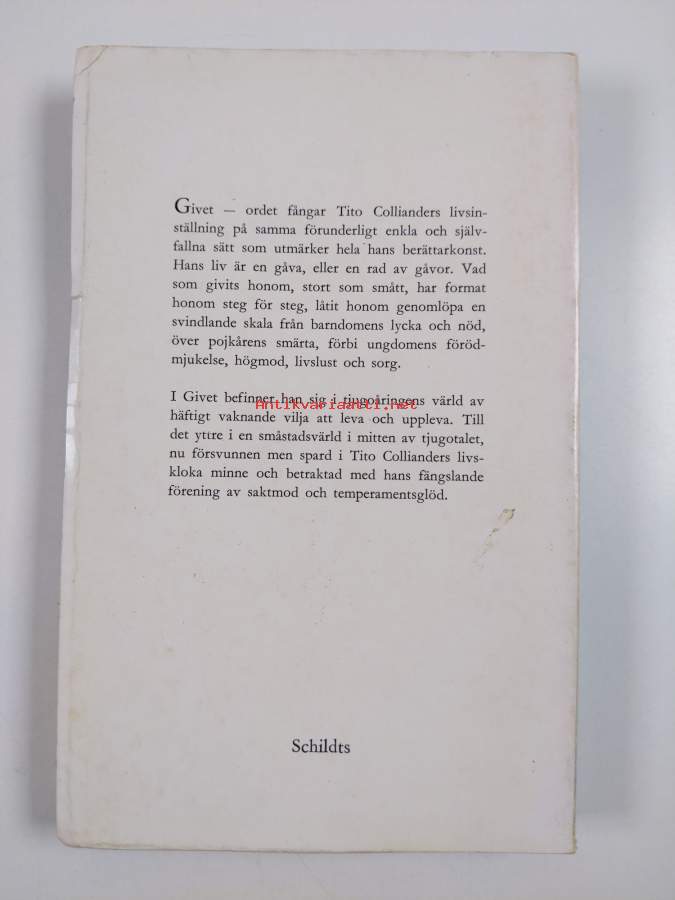 Givet — ordet fångar Tito Collianders livsin-
ställning på samma förunderligt enkla och själv-
fallna sätt som utmärker hela hans berättarkonst.
Hans liv är en gåva, eller en rad av gåvor. Vad
som givits honom, stort som smått, har format
honom steg för steg, låtit honom genomlöpa en
svindlande skala från barndomens lycka och nöd,
över pojkårens smärta, förbi ungdomens föröd-
mjukelse, högmod, livslust och sorg.
I Givet befinner han sig i tjugoåringens värld av
Antikvariaatti.net
häftigt vaknande vilja att leva och uppleva. Till
det yttre i en småstadsvärld i mitten av tjugotalet,
nu försvunnen men spard i Tito Collianders livs-
kloka minne och betraktad med hans fängslande
förening av saktmod och temperamentsglöd.
Schildts